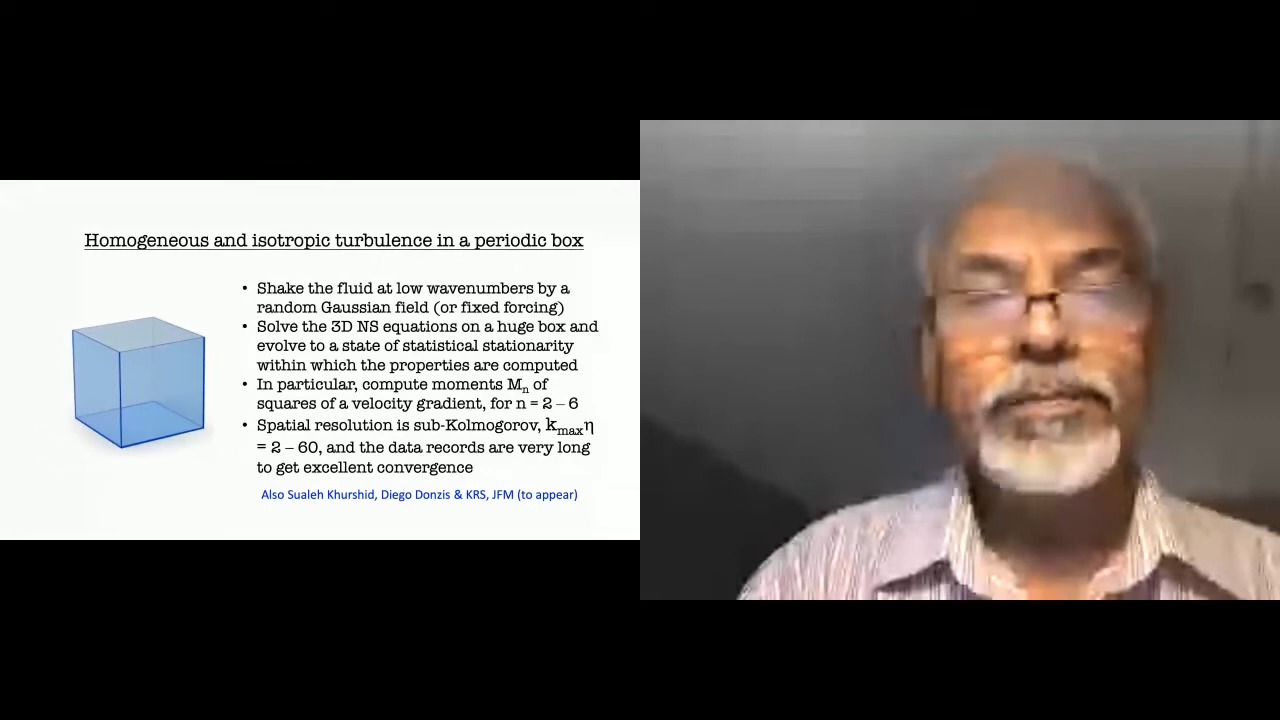 Homogeneous and isotropic turbulence in a periodic box
• Shake the fluid at low wavenumbers by a
random Gaussian field (or fixed forcing)
• Solve the 3D NS equations on a huge box and
evolve to a state of statistical stationarity
within which the properties are computed
• In particular, compute moments Mn of
squares of a velocity gradient, for n = 2 – 6
• Spatial resolution is sub-Kolmogorov, kmaxη
= 2 – 60, and the data records are very long
to get excellent convergence
Also Sualeh Khurshid, Diego Donzis & KRS, JFM (to appear)